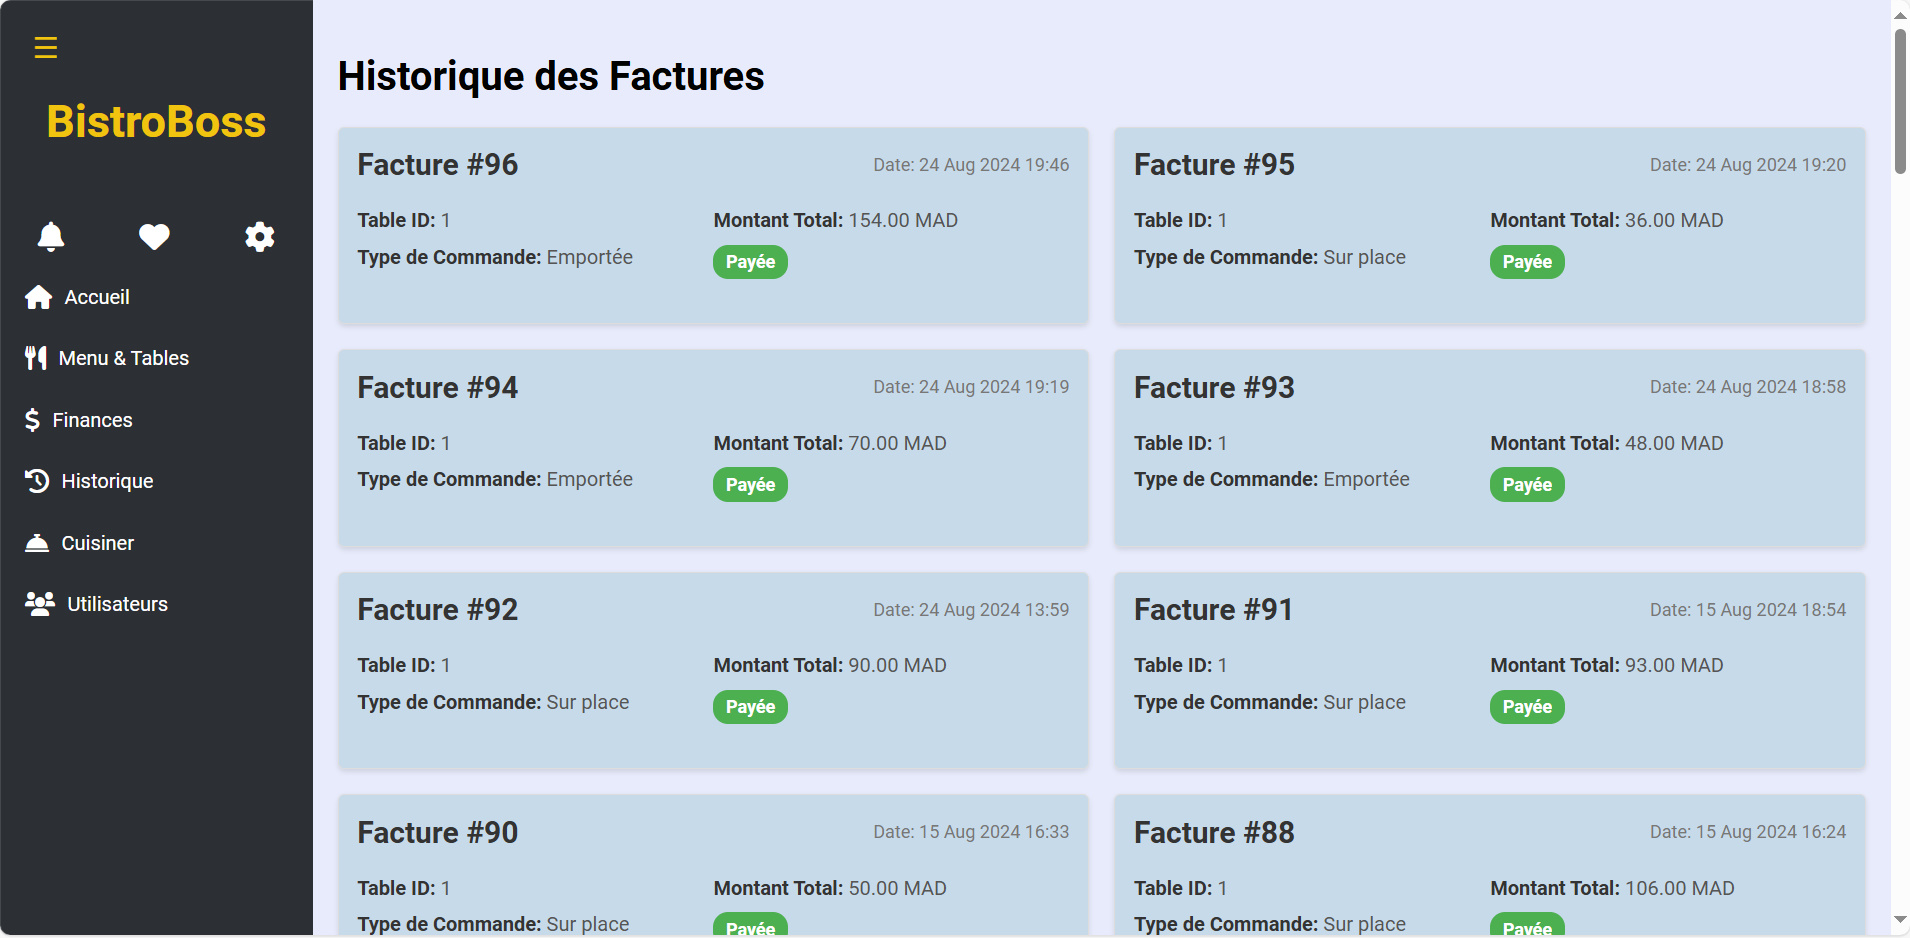 BistroBoss
Accueil
Menu & Tables
Finances
Historique
Cuisiner
Utilisateurs
Historique des Factures
Facture #96 Date: 24 Aug 2024 19:46
Table ID: 1 Montant Total: 154.00 MAD
Type de Commande: Emportée Payée
Facture #95 Date: 24 Aug 2024 19:20
Table ID: 1 Montant Total: 36.00 MAD
Type de Commande: Sur place Payée
Facture #94 Date: 24 Aug 2024 19:19
Table ID: 1 Montant Total: 70.00 MAD
Type de Commande: Emportée Payée
Facture #93 Date: 24 Aug 2024 18:58
Table ID: 1 Montant Total: 48.00 MAD
Type de Commande: Emportée Payée
Facture #92 Date: 24 Aug 2024 13:59
Table ID: 1 Montant Total: 90.00 MAD
Type de Commande: Sur place Payée
Facture #91 Date: 15 Aug 2024 18:54
Table ID: 1 Montant Total: 93.00 MAD
Type de Commande: Sur place Payée
Facture #90 Date: 15 Aug 2024 16:33
Table ID: 1 Montant Total: 50.00 MAD
Type de Commande: Sur place Payée
Facture #88 Date: 15 Aug 2024 16:24
Table ID: 1 Montant Total: 106.00 MAD
Type de Commande: Sur place Payée